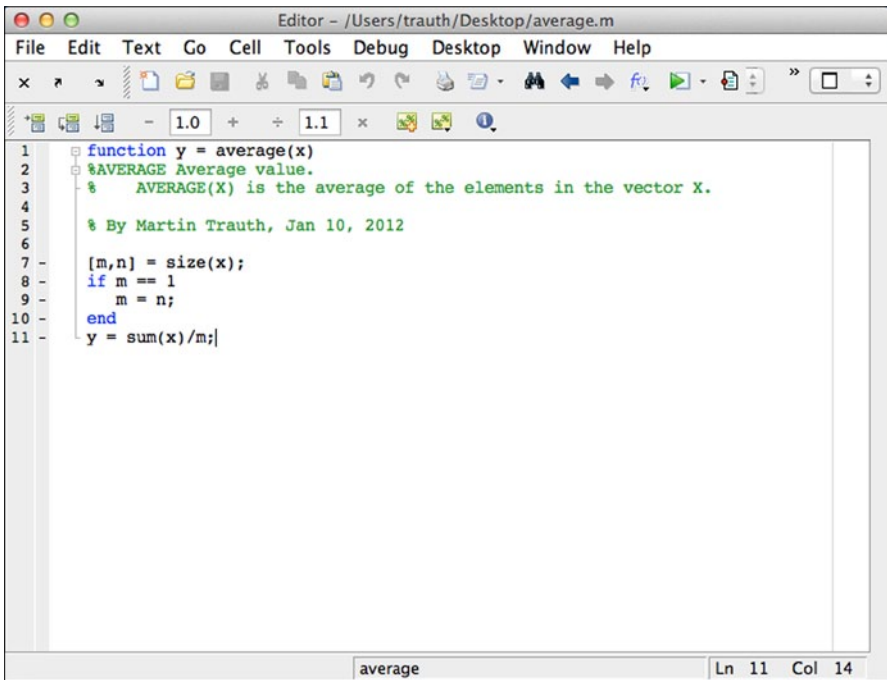 Editor – /Users/trauth/Desktop/average.m
File Edit Text Go Cell Tools Debug Desktop Window Help
− 1.0 + ÷ 1.1 ×
1 function y = average(x)
2 %AVERAGE Average value.
3 %    AVERAGE(X) is the average of the elements in the vector X.
4
5 % By Martin Trauth, Jan 10, 2012
6
7 – [m,n] = size(x);
8 – if m == 1
9 –    m = n;
10 – end
11 – y = sum(x)/m;
average Ln 11 Col 14